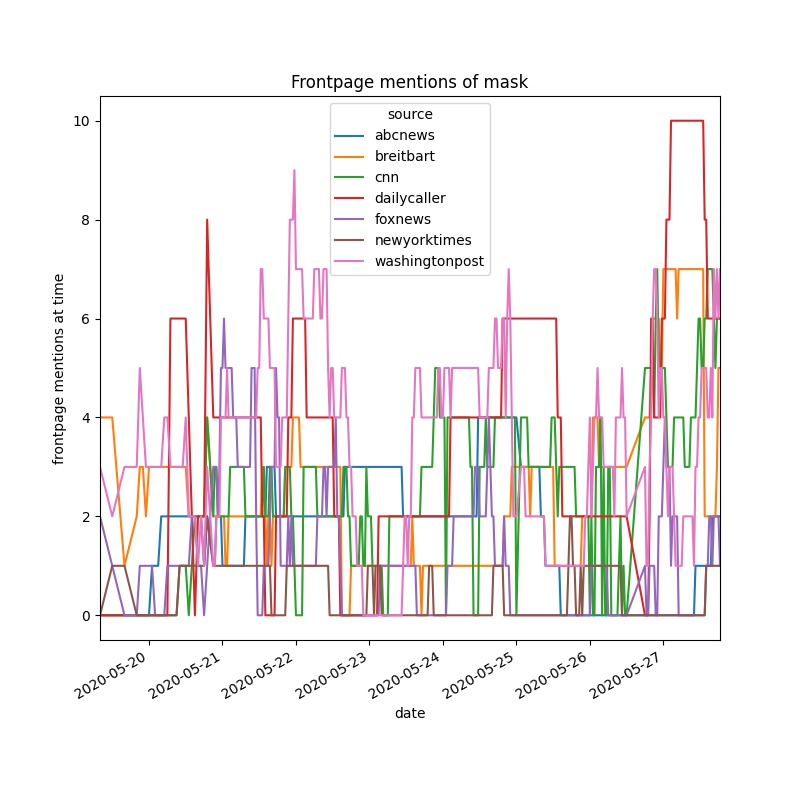 Frontpage mentions of mask
source
abcnews
breitbart
cnn
dailycaller
foxnews
newyorktimes
washingtonpost
10
8
6
4
2
0
frontpage mentions at time
2020-05-20
2020-05-21
2020-05-22
2020-05-23
2020-05-24
2020-05-25
2020-05-26
2020-05-27
date